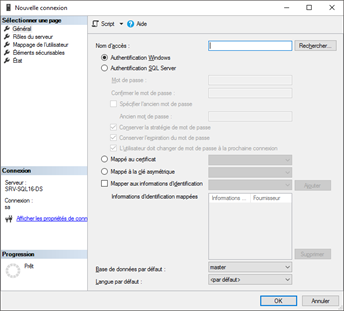 Nouvelle connexion
Sélectionner une page
Général
Rôles du serveur
Mappage de l'utilisateur
Éléments sécurisables
État
Script
Aide
Nom d'accès :
Rechercher...
Authentification Windows
Authentification SQL Server
Mot de passe :
Confirmer le mot de passe :
Spécifier l'ancien mot de passe
Ancien mot de passe :
Conserver la stratégie de mot de passe
Conserver l'expiration du mot de passe
L'utilisateur doit changer de mot de passe à la prochaine connexion
Mappé au certificat
Mappé à la clé asymétrique
Mapper aux informations d'identification
Ajouter
Informations d'identification mappées
Informations ...
Fournisseur
Supprimer
Base de données par défaut :
master
Langue par défaut :
<par défaut>
Connexion
Serveur :
SRV-SQL16-DS
Connexion :
sa
Afficher les propriétés de conn
Progression
Prêt
OK
Annuler